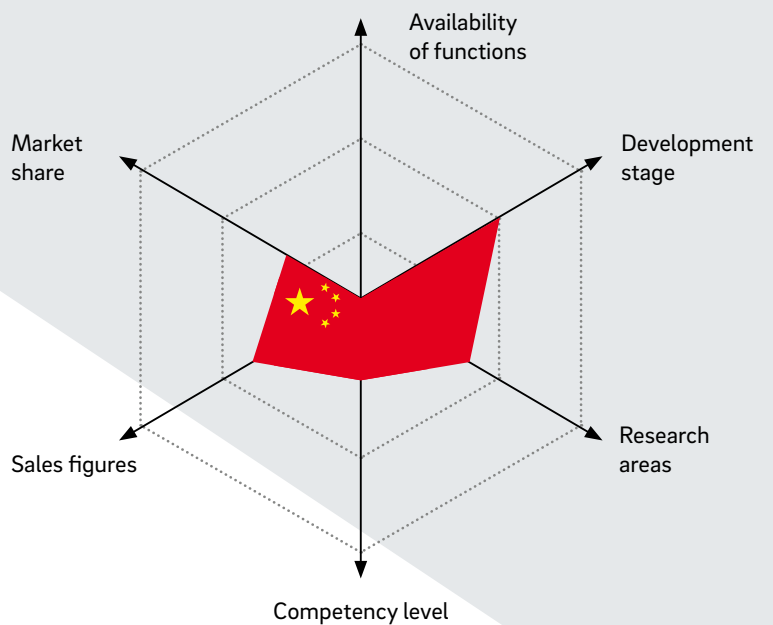 Availability
of functions
Market
share
Development
stage
Sales figures
Research
areas
Competency level